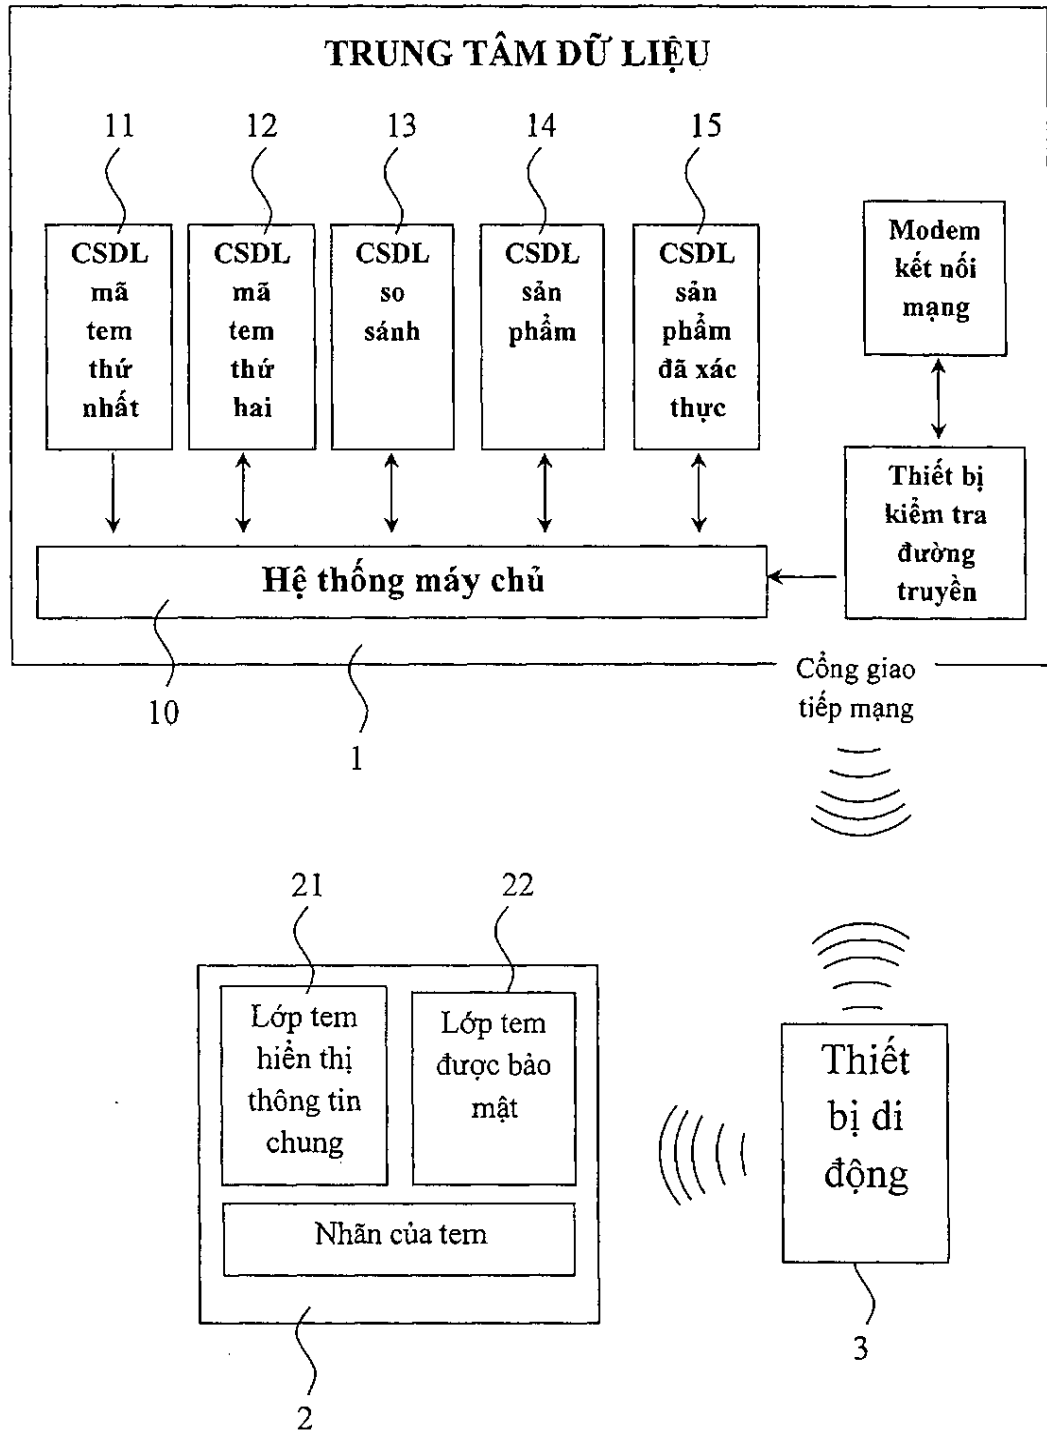 TRUNG TÂM DỮ LIỆU
11
12
13
14
15
CSDL
mã
tem
thứ
nhất
CSDL
mã
tem
thứ
hai
CSDL
so
sánh
CSDL
sản
phẩm
CSDL
sản
phẩm
đã xác
thực
Modem
kết nối
mạng
Thiết bị
kiểm tra
đường
truyền
Hệ thống máy chủ
10
1
Cổng giao
tiếp mạng
21
22
Lớp tem
hiển thị
thông tin
chung
Lớp tem
được bảo
mật
Nhãn của tem
2
Thiết
bị di
động
3